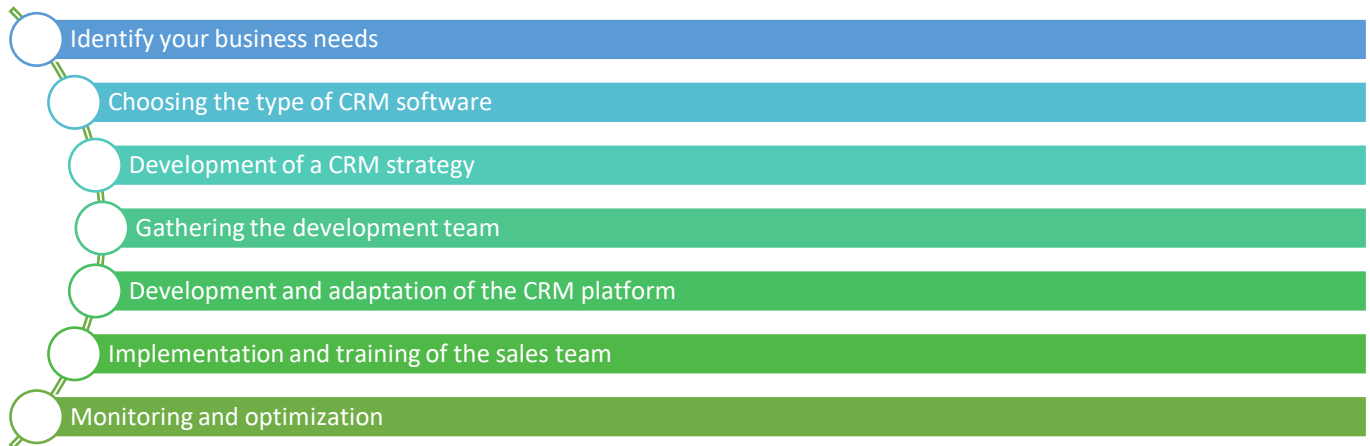 Identify your business needs
Choosing the type of CRM software
Development of a CRM strategy
Gathering the development team
Development and adaptation of the CRM platform
Implementation and training of the sales team
Monitoring and optimization